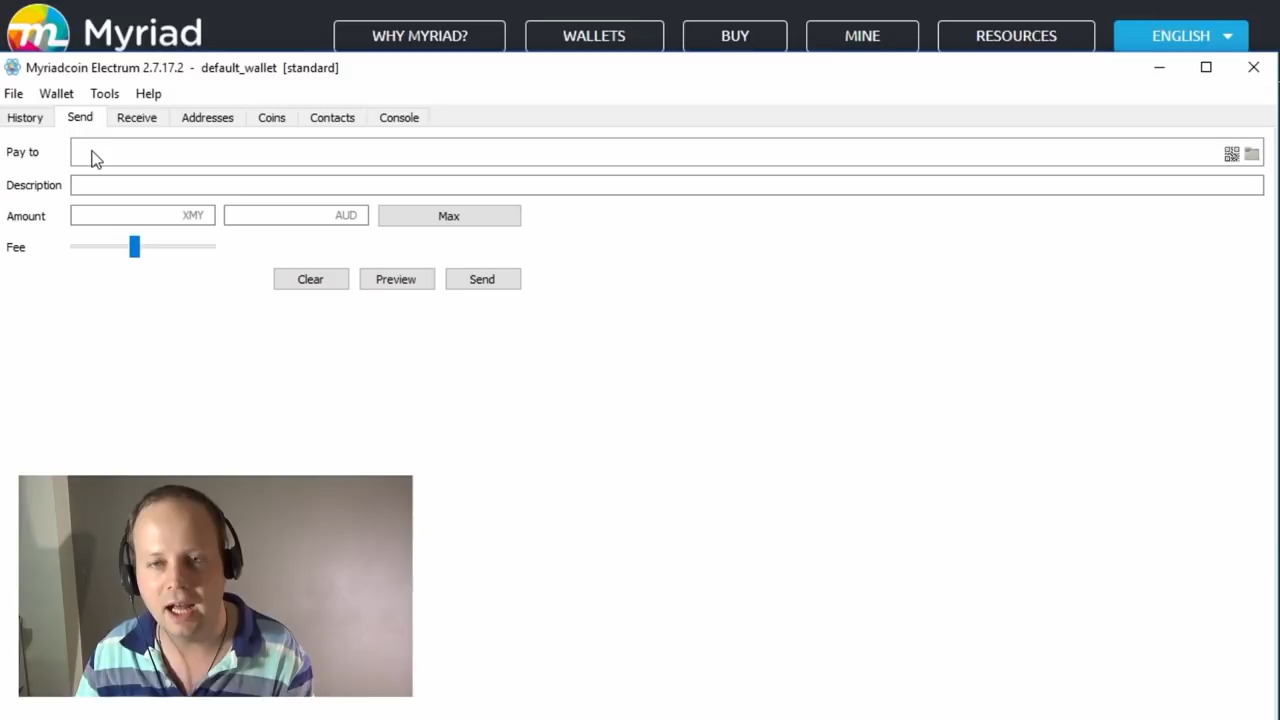 m Myriad WHY MYRIAD? WALLETS BUY MINE RESOURCES ENGLISH
Myriadcoin Electrum 2.7.17.2 - default_wallet [standard]
File Wallet Tools Help
History Send Receive Addresses Coins Contacts Console
Pay to
Description
Amount XMY AUD Max
Fee
Clear Preview Send